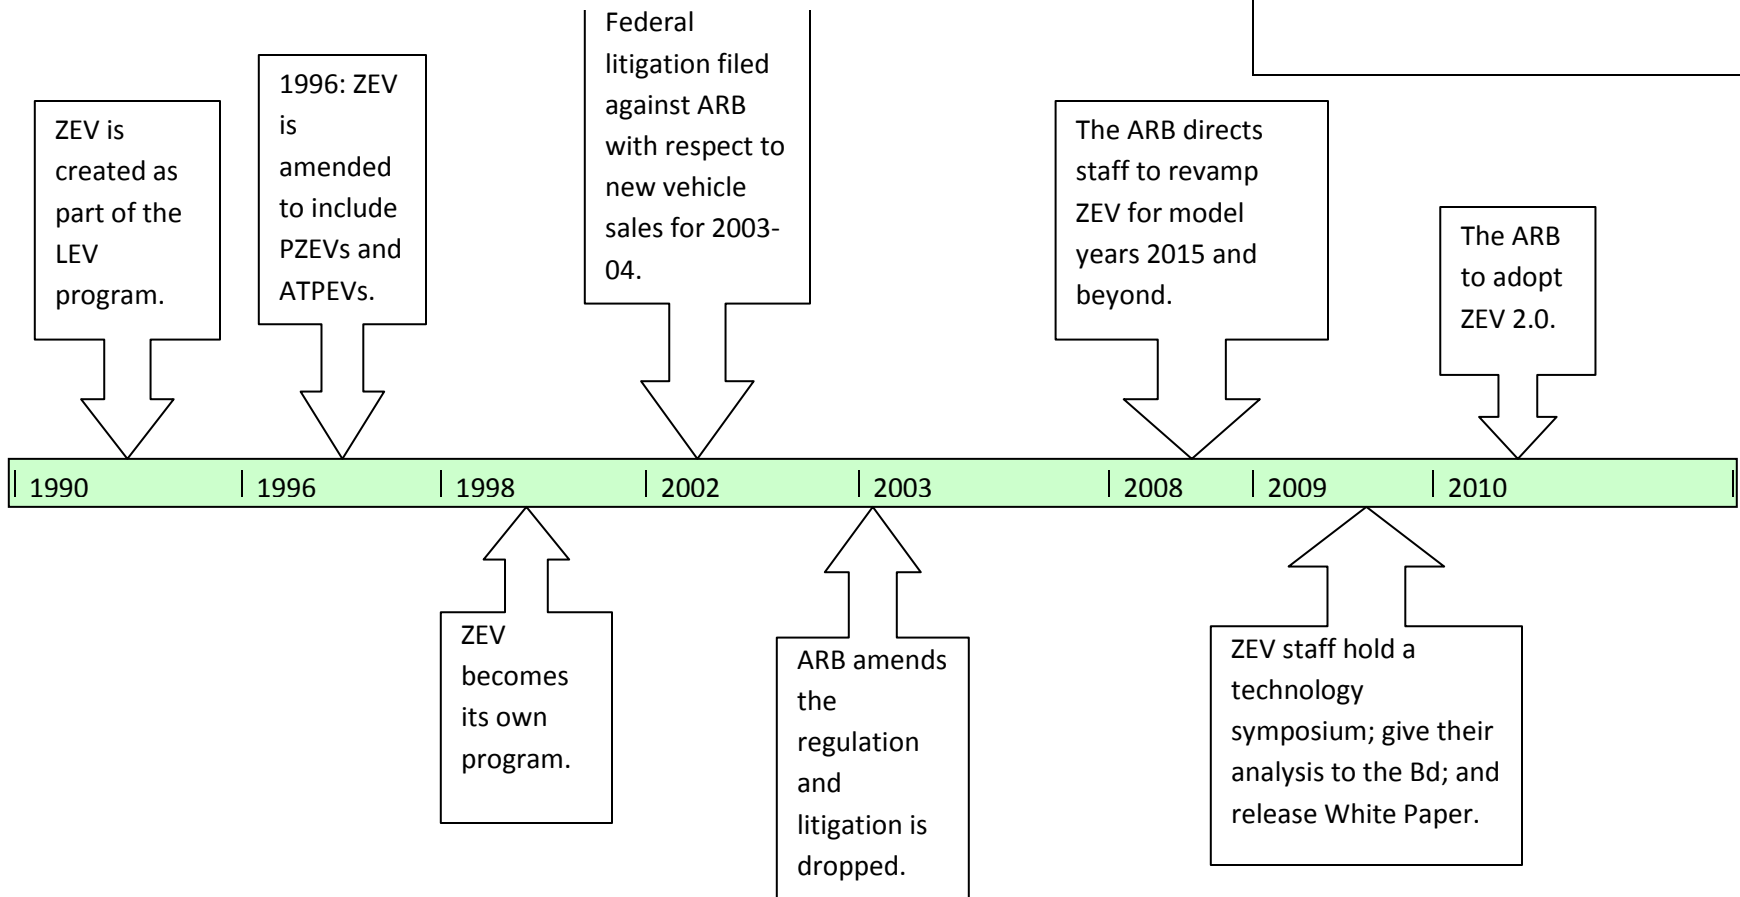 Federal
litigation filed
against ARB
with respect to
new vehicle
sales for 2003-
04.
1996: ZEV
is
amended
to include
PZEVs and
ATPEVs.
ZEV is
created as
part of the
LEV
program.
The ARB directs
staff to revamp
ZEV for model
years 2015 and
beyond.
The ARB
to adopt
ZEV 2.0.
1990
1996
1998
2002
2003
2008
2009
2010
ZEV
becomes
its own
program.
ARB amends
the
regulation
and
litigation is
dropped.
ZEV staff hold a
technology
symposium; give their
analysis to the Bd; and
release White Paper.